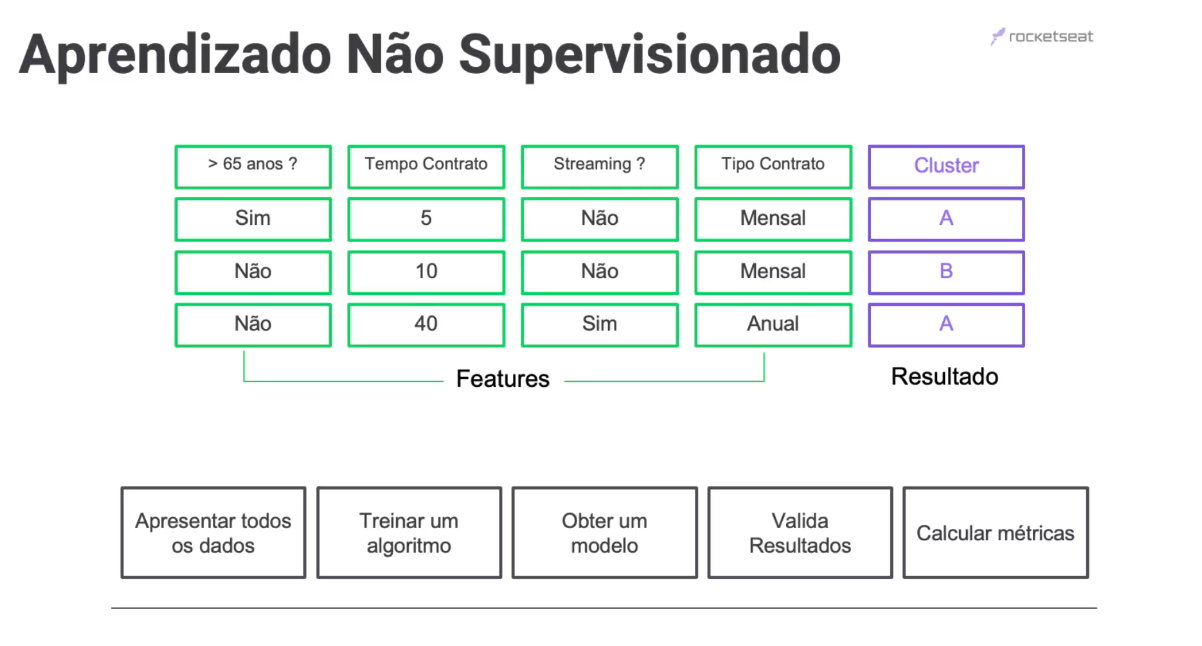 Aprendizado Não Supervisionado
rocketseat
> 65 anos ?
Tempo Contrato
Streaming ?
Tipo Contrato
Cluster
Sim
5
Não
Mensal
A
Não
10
Não
Mensal
B
Não
40
Sim
Anual
A
Features
Resultado
Apresentar todos
os dados
Treinar um
algoritmo
Obter um
modelo
Valida
Resultados
Calcular métricas